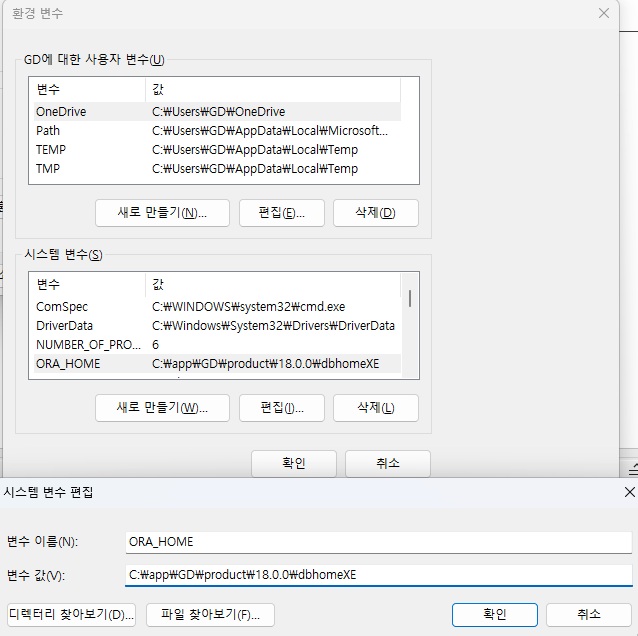 환경 변수
GD에 대한 사용자 변수(U)
변수 값
OneDrive C:₩Users₩GD₩OneDrive
Path C:₩Users₩GD₩AppData₩Local₩Microsoft...
TEMP C:₩Users₩GD₩AppData₩Local₩Temp
TMP C:₩Users₩GD₩AppData₩Local₩Temp
새로 만들기(N)... 편집(E)... 삭제(D)
시스템 변수(S)
변수 값
ComSpec C:₩WINDOWS₩system32₩cmd.exe
DriverData C:₩Windows₩System32₩Drivers₩DriverData
NUMBER_OF_PRO... 6
ORA_HOME C:₩app₩GD₩product₩18.0.0₩dbhomeXE
새로 만들기(W)... 편집(I)... 삭제(L)
확인 취소
시스템 변수 편집
변수 이름(N): ORA_HOME
변수 값(V): C:₩app₩GD₩product₩18.0.0₩dbhomeXE
디렉터리 찾아보기(D)... 파일 찾아보기(F)... 확인 취소